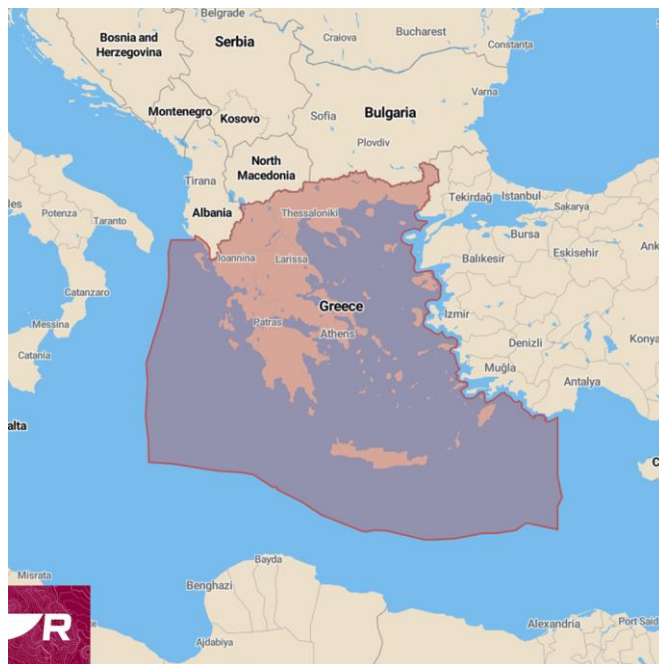 Belgrade
Bosnia and
Herzegovina
Serbia
Craiova
Bucharest
Constanța
Varna
Montenegro
Kosovo
Sofia
Bulgaria
Plovdiv
North
Macedonia
Tirana
Albania
Potenza
Taranto
Thessaloniki
Tekirdağ
Istanbul
Sakarya
Bursa
Eskisehir
Ank
Balıkesir
Ioannina
Larissa
Catanzaro
Greece
Izmir
Messina
Patras
Athens
Denizli
Konya
Catania
Muğla
Antalya
alta
C
Misrata
Bayda
Benghazi
Ajdabiya
Alexandria
Port Said
R